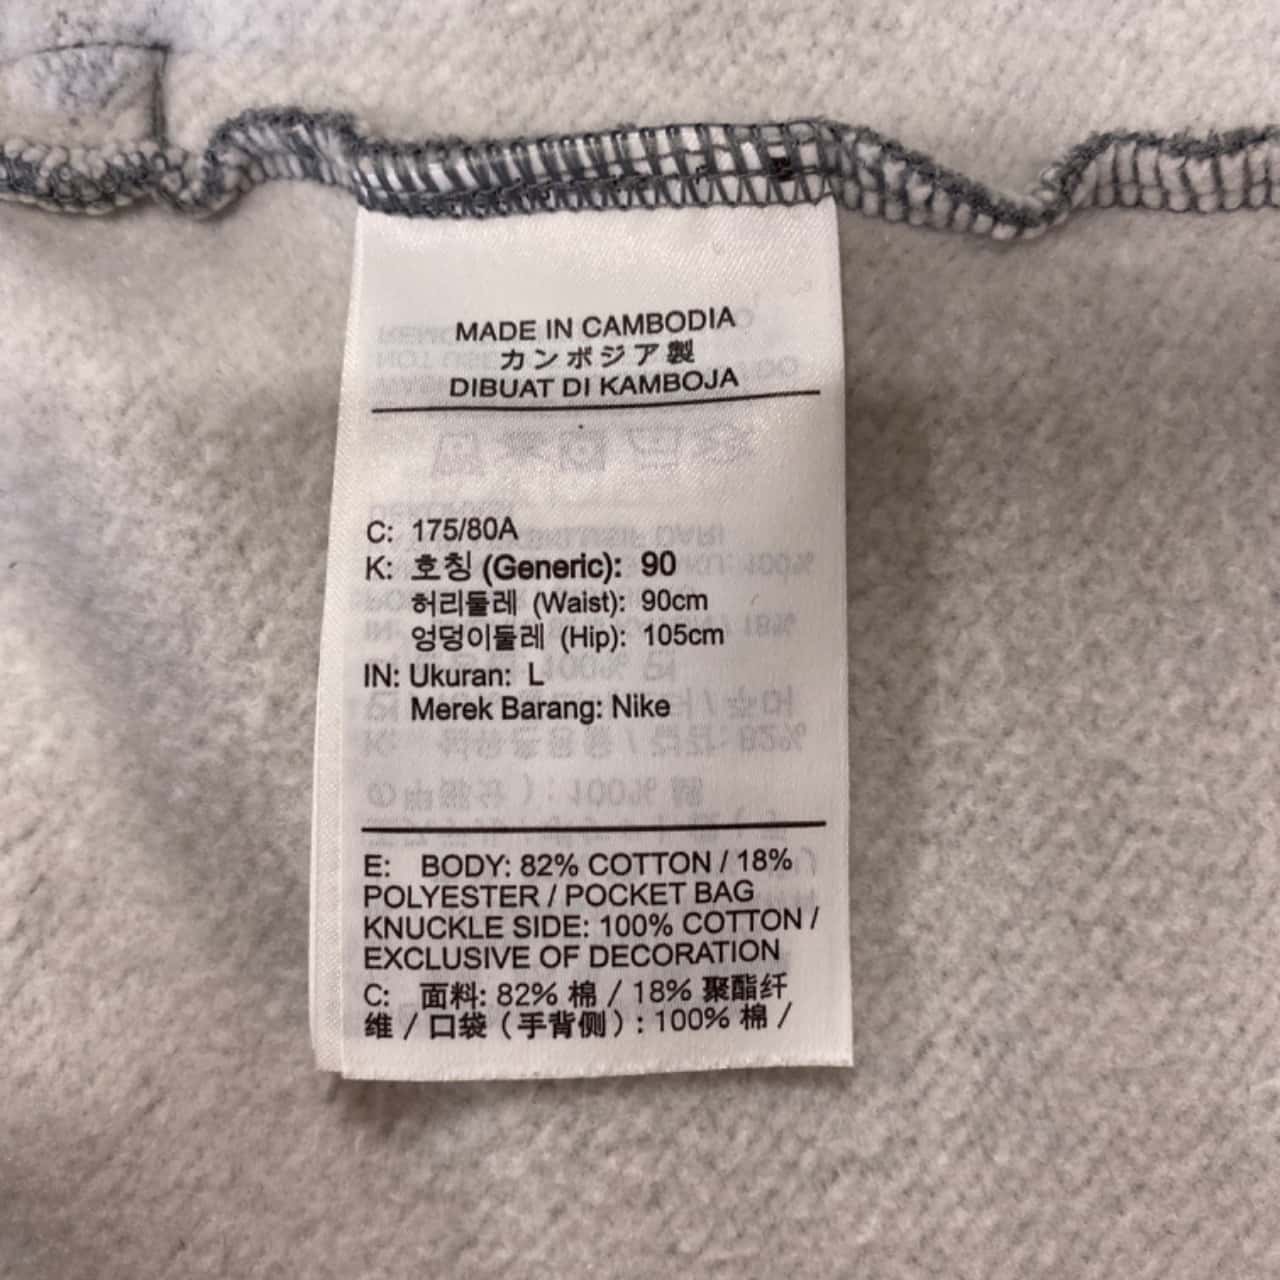 MADE IN CAMBODIA
カンボジア製
DIBUAT DI KAMBOJA
C: 175/80A
K: 호칭 (Generic): 90
허리둘레 (Waist): 90cm
엉덩이둘레 (Hip): 105cm
IN: Ukuran: L
Merek Barang: Nike
E: BODY: 82% COTTON / 18%
POLYESTER / POCKET BAG
KNUCKLE SIDE: 100% COTTON /
EXCLUSIVE OF DECORATION
C: 面料: 82% 棉 / 18% 聚酯纤
维 / 口袋 (手背侧) : 100% 棉 /